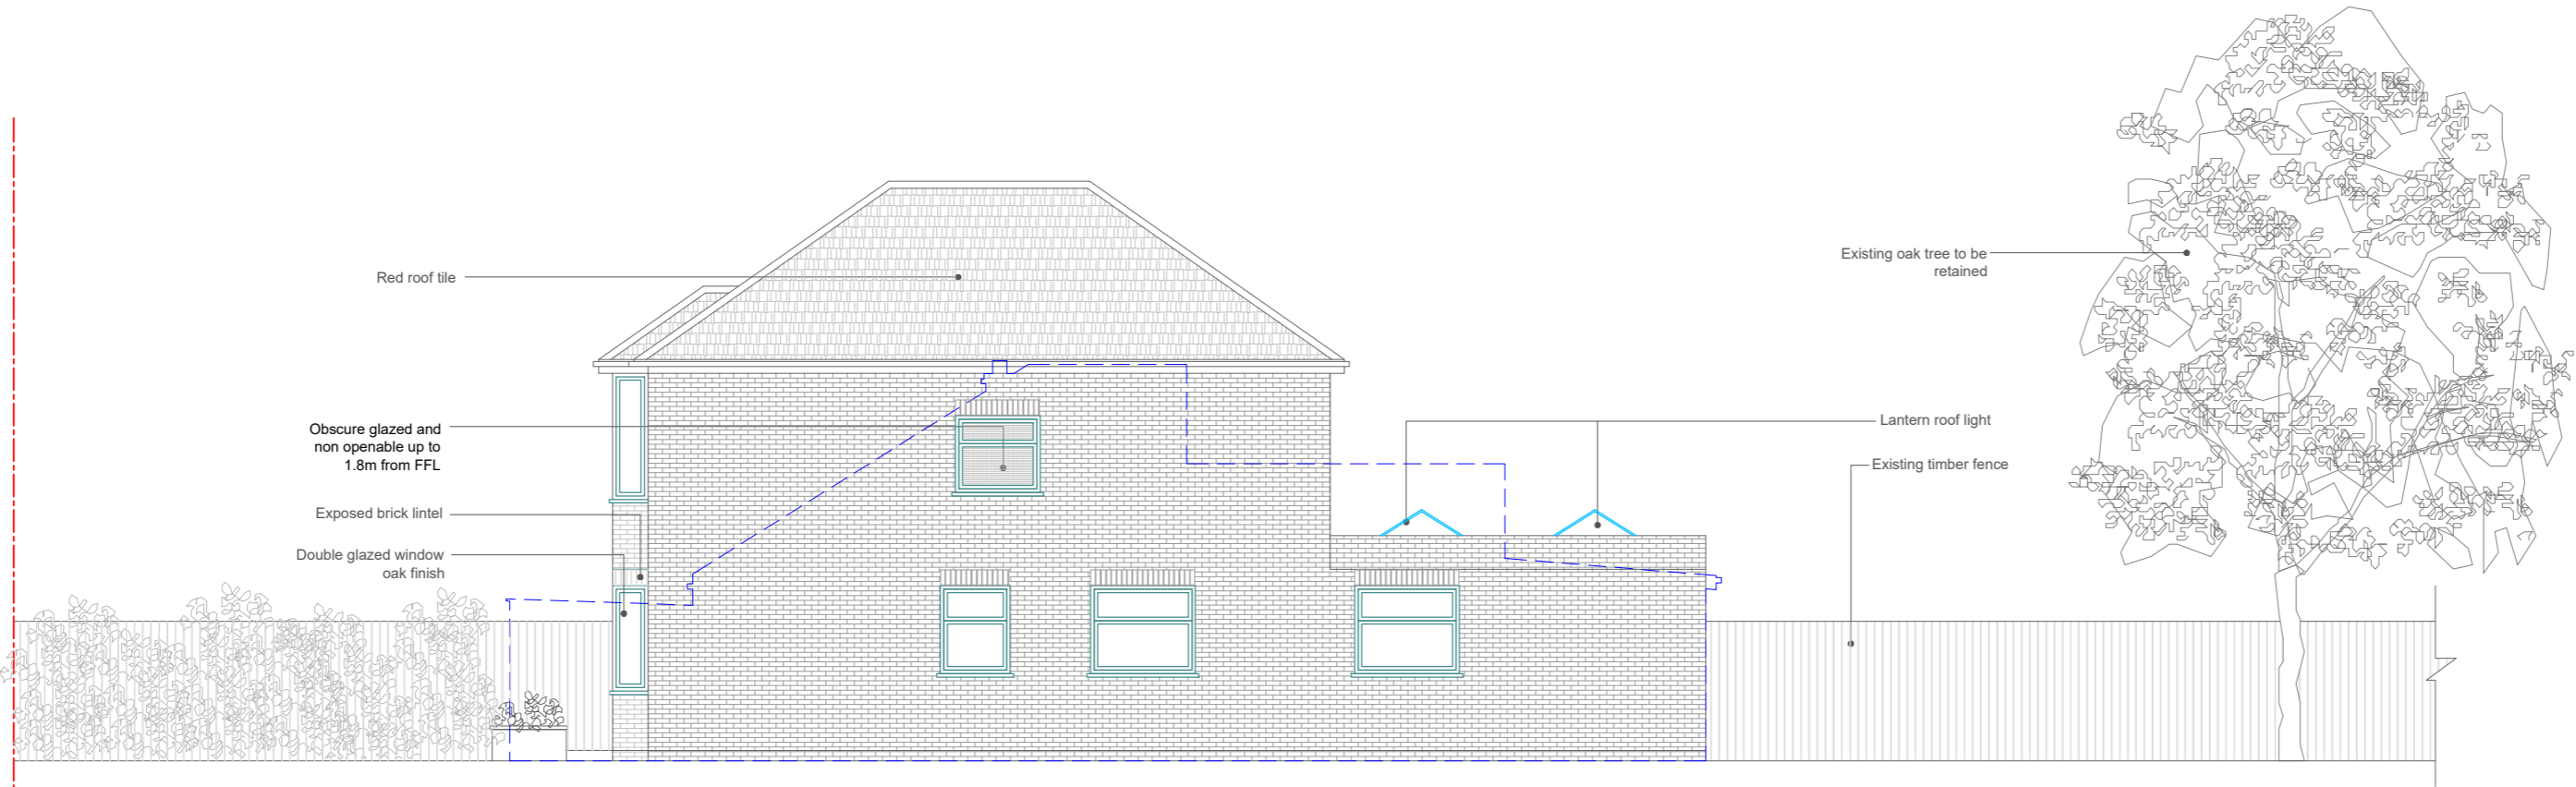 Red roof tile
Existing oak tree to be
retained
Obscure glazed and
non openable up to
1.8m from FFL
Lantern roof light
Existing timber fence
Exposed brick lintel
Double glazed window
oak finish